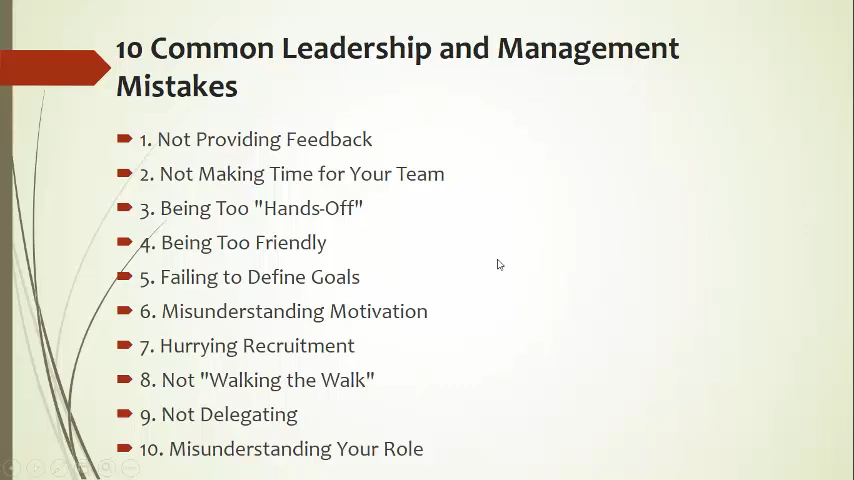 10 Common Leadership and Management
Mistakes
1. Not Providing Feedback
2. Not Making Time for Your Team
3. Being Too "Hands-Off"
4. Being Too Friendly
5. Failing to Define Goals
6. Misunderstanding Motivation
7. Hurrying Recruitment
8. Not "Walking the Walk"
9. Not Delegating
10. Misunderstanding Your Role